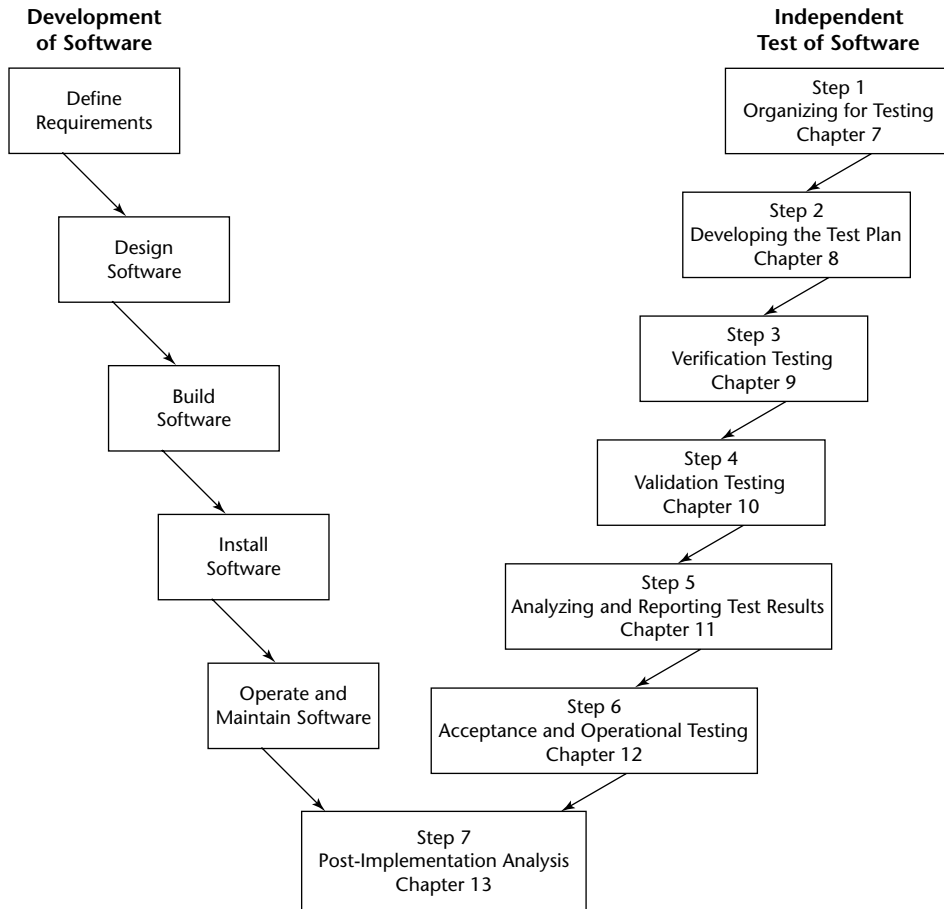 Development
of Software
Define
Requirements
Design
Software
Build
Software
Install
Software
Operate and
Maintain Software
Independent
Test of Software
Step 1
Organizing for Testing
Chapter 7
Step 2
Developing the Test Plan
Chapter 8
Step 3
Verification Testing
Chapter 9
Step 4
Validation Testing
Chapter 10
Step 5
Analyzing and Reporting Test Results
Chapter 11
Step 6
Acceptance and Operational Testing
Chapter 12
Step 7
Post-Implementation Analysis
Chapter 13